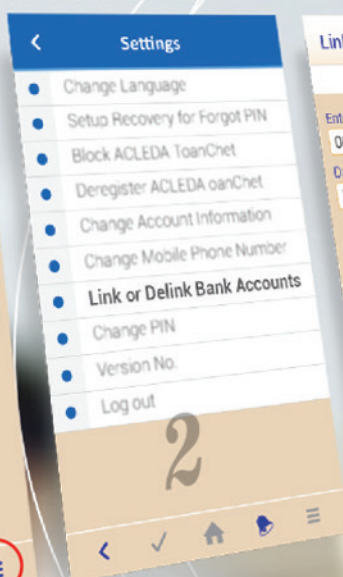 Settings
Change Language
Setup Recovery for Forgot PIN
Block ACLEDA ToanChet
Deregister ACLEDA oanChet
Change Account Information
Change Mobile Phone Number
Link or Delink Bank Accounts
Change PIN
Version No.
Log out
2